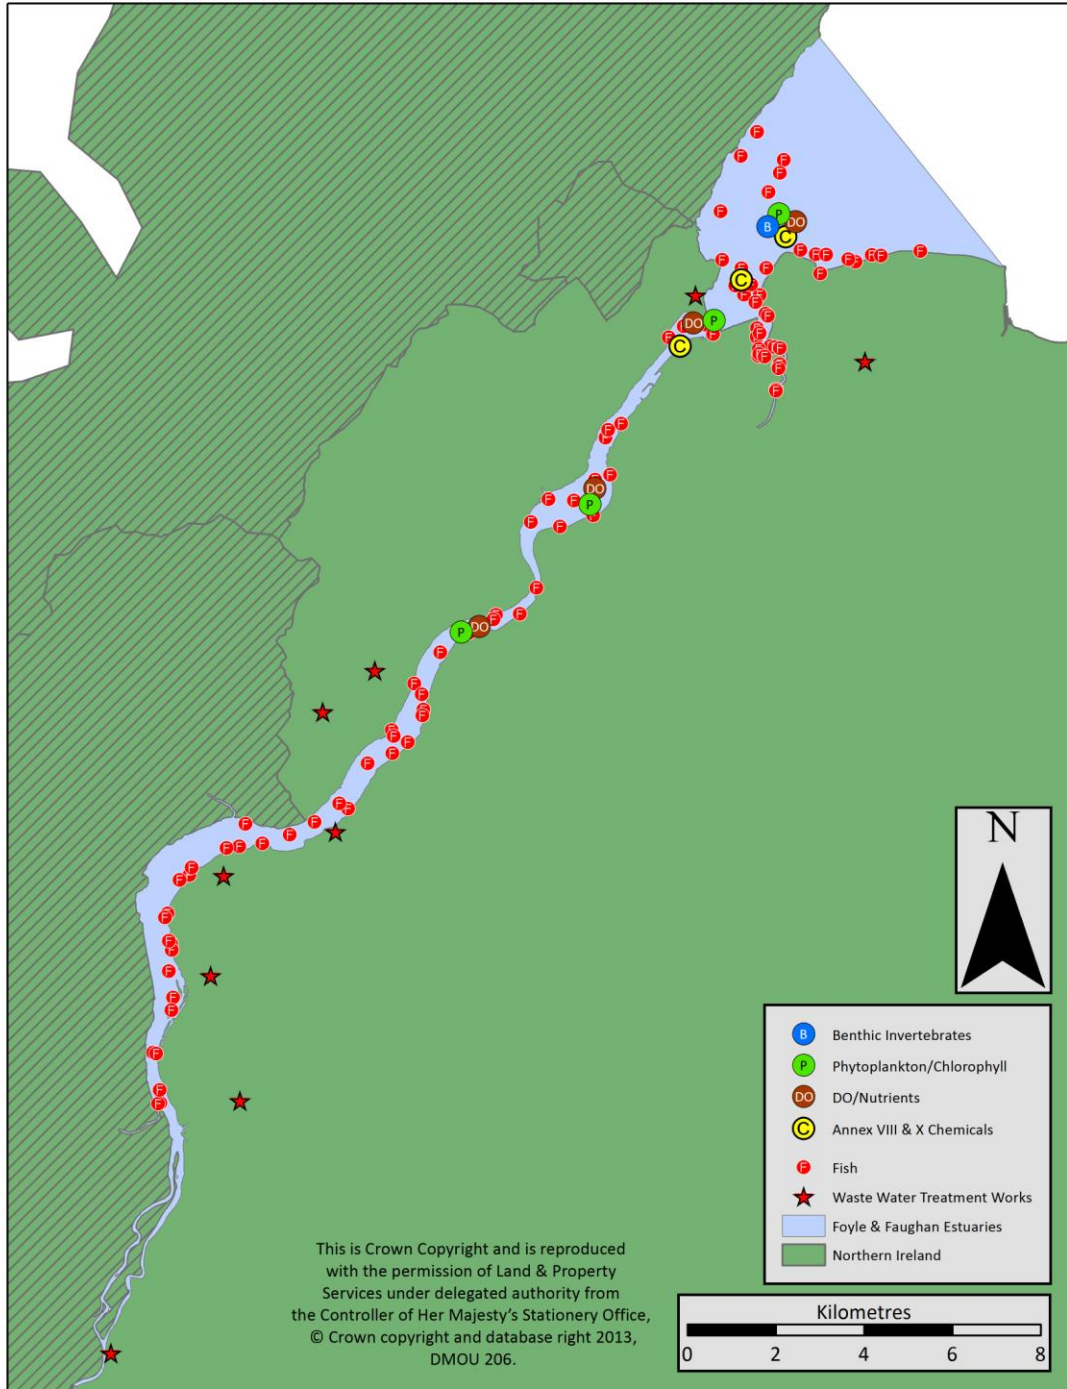 N
B Benthic Invertebrates
P Phytoplankton/Chlorophyll
DO DO/Nutrients
C Annex VIII & X Chemicals
F Fish
Waste Water Treatment Works
Foyle & Faughan Estuaries
Northern Ireland
This is Crown Copyright and is reproduced
with the permission of Land & Property
Services under delegated authority from
the Controller of Her Majesty's Stationery Office,
© Crown copyright and database right 2013,
DMOU 206.
Kilometres
0 2 4 6 8